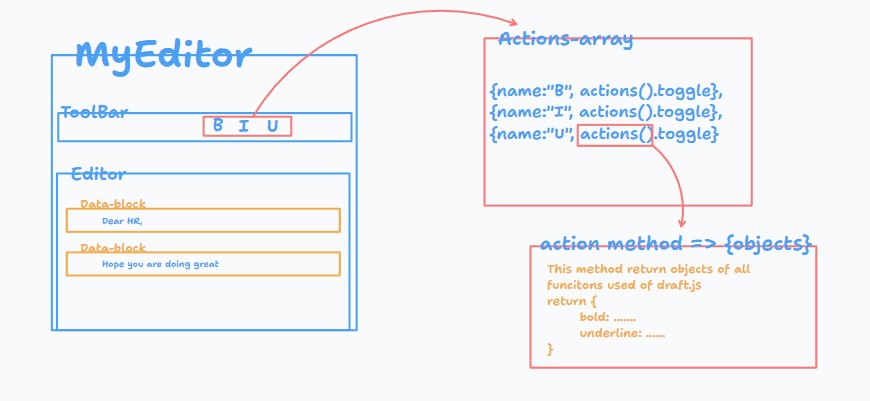 MyEditor
ToolBar
B I U
Editor
Data-block
Dear HR,
Data-block
Hope you are doing great
Actions-array
{name:"B", actions().toggle},
{name:"I", actions().toggle},
{name:"U", actions().toggle}
action method => {objects}
This method return objects of all
funcitons used of draft.js
return {
bold: .......
underline: ......
}